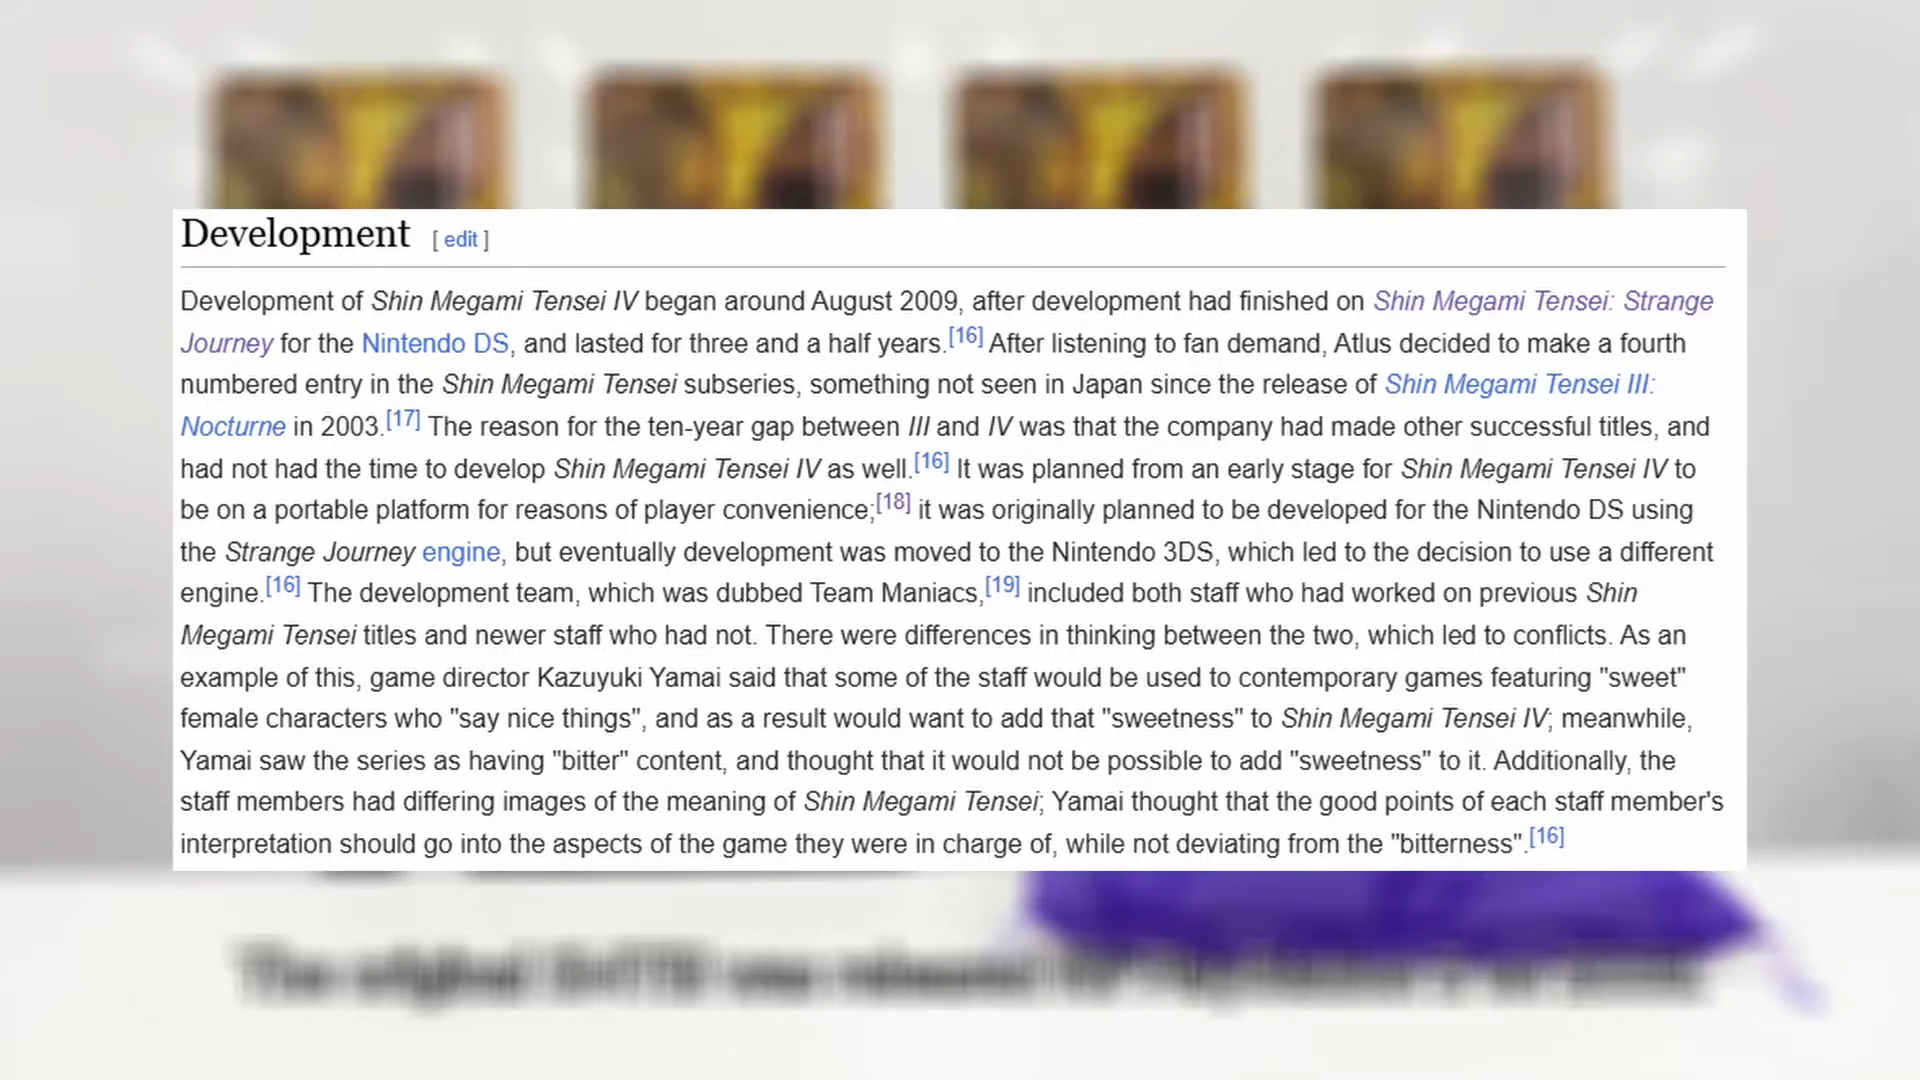 Development [ edit ]
Development of Shin Megami Tensei IV began around August 2009, after development had finished on Shin Megami Tensei: Strange
Journey for the Nintendo DS, and lasted for three and a half years.[16] After listening to fan demand, Atlus decided to make a fourth
numbered entry in the Shin Megami Tensei subseries, something not seen in Japan since the release of Shin Megami Tensei III:
Nocturne in 2003.[17] The reason for the ten-year gap between III and IV was that the company had made other successful titles, and
had not had the time to develop Shin Megami Tensei IV as well.[16] It was planned from an early stage for Shin Megami Tensei IV to
be on a portable platform for reasons of player convenience;[18] it was originally planned to be developed for the Nintendo DS using
the Strange Journey engine, but eventually development was moved to the Nintendo 3DS, which led to the decision to use a different
engine.[16] The development team, which was dubbed Team Maniacs,[19] included both staff who had worked on previous Shin
Megami Tensei titles and newer staff who had not. There were differences in thinking between the two, which led to conflicts. As an
example of this, game director Kazuyuki Yamai said that some of the staff would be used to contemporary games featuring "sweet"
female characters who "say nice things", and as a result would want to add that "sweetness" to Shin Megami Tensei IV; meanwhile,
Yamai saw the series as having "bitter" content, and thought that it would not be possible to add "sweetness" to it. Additionally, the
staff members had differing images of the meaning of Shin Megami Tensei; Yamai thought that the good points of each staff member's
interpretation should go into the aspects of the game they were in charge of, while not deviating from the "bitterness".[16]